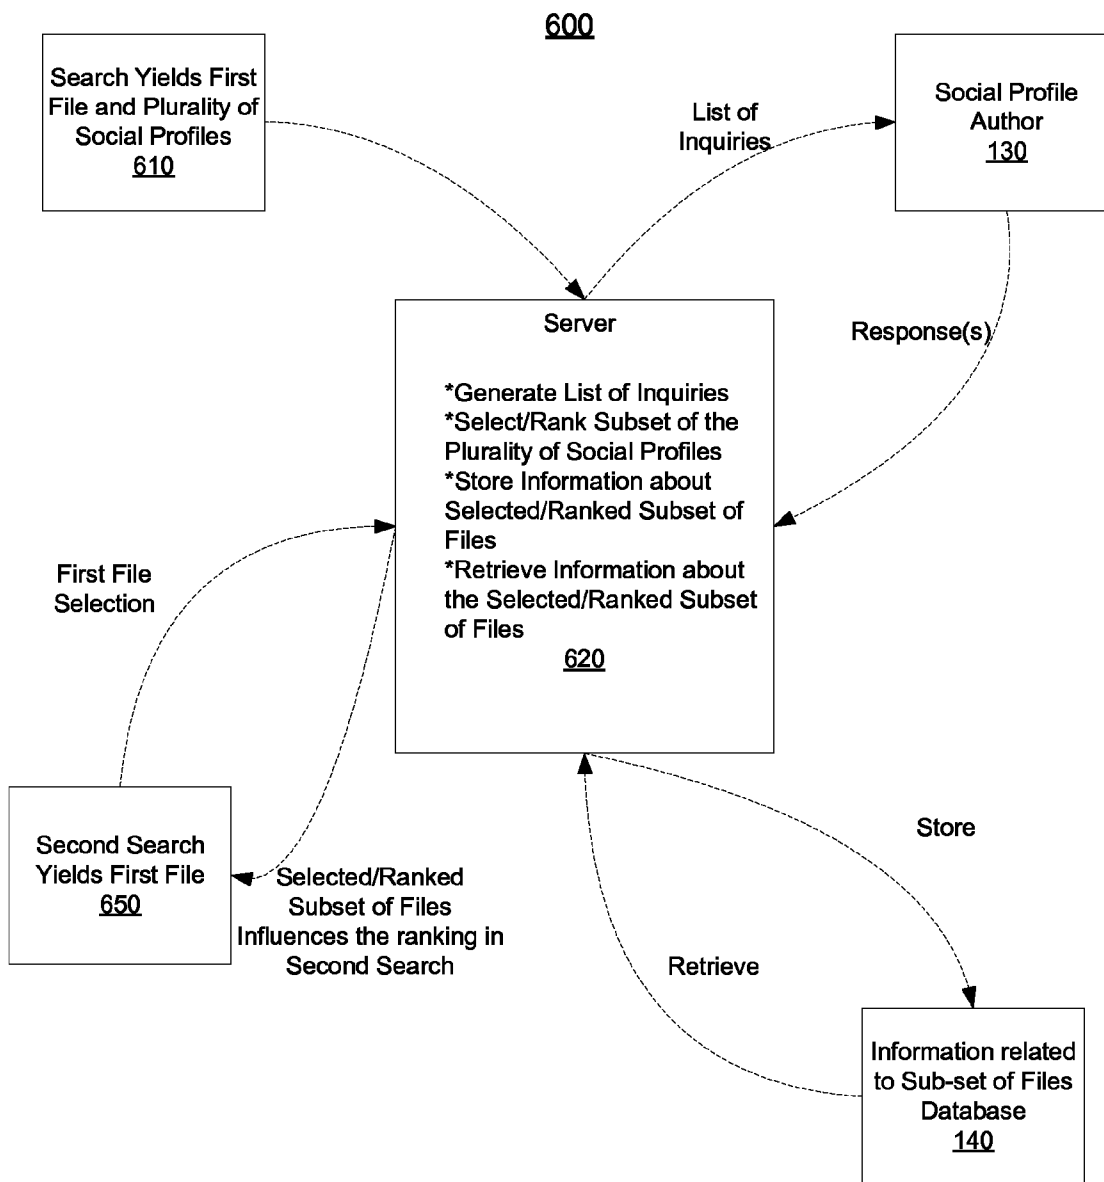 600
Search Yields First
File and Plurality of
Social Profiles
610
List of
Inquiries
Social Profile
Author
130
Response(s)
Server
*Generate List of Inquiries
*Select/Rank Subset of the
Plurality of Social Profiles
*Store Information about
Selected/Ranked Subset of
Files
*Retrieve Information about
the Selected/Ranked Subset
of Files
620
First File
Selection
Second Search
Yields First File
650
Selected/Ranked
Subset of Files
Influences the ranking in
Second Search
Store
Retrieve
Information related
to Sub-set of Files
Database
140